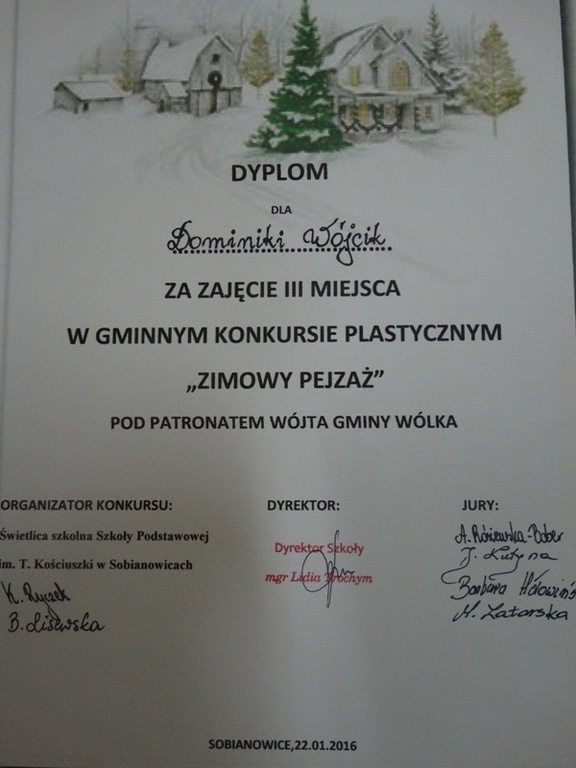 DYPLOM
DLA
Dominiki Wójcik
ZA ZAJĘCIE III MIEJSCA
W GMINNYM KONKURSIE PLASTYCZNYM
„ZIMOWY PEJZAŻ”
POD PATRONATEM WÓJTA GMINY WÓLKA
ORGANIZATOR KONKURSU:
Świetlica szkolna Szkoły Podstawowej
im. T. Kościuszki w Sobianowicach
K. Ryczek
B. Lisewska
DYREKTOR:
Dyrektor Szkoły
mgr Lidia Trochym
JURY:
J. Kutyna
Barbara
M. Zatorska
SOBIANOWICE,22.01.2016